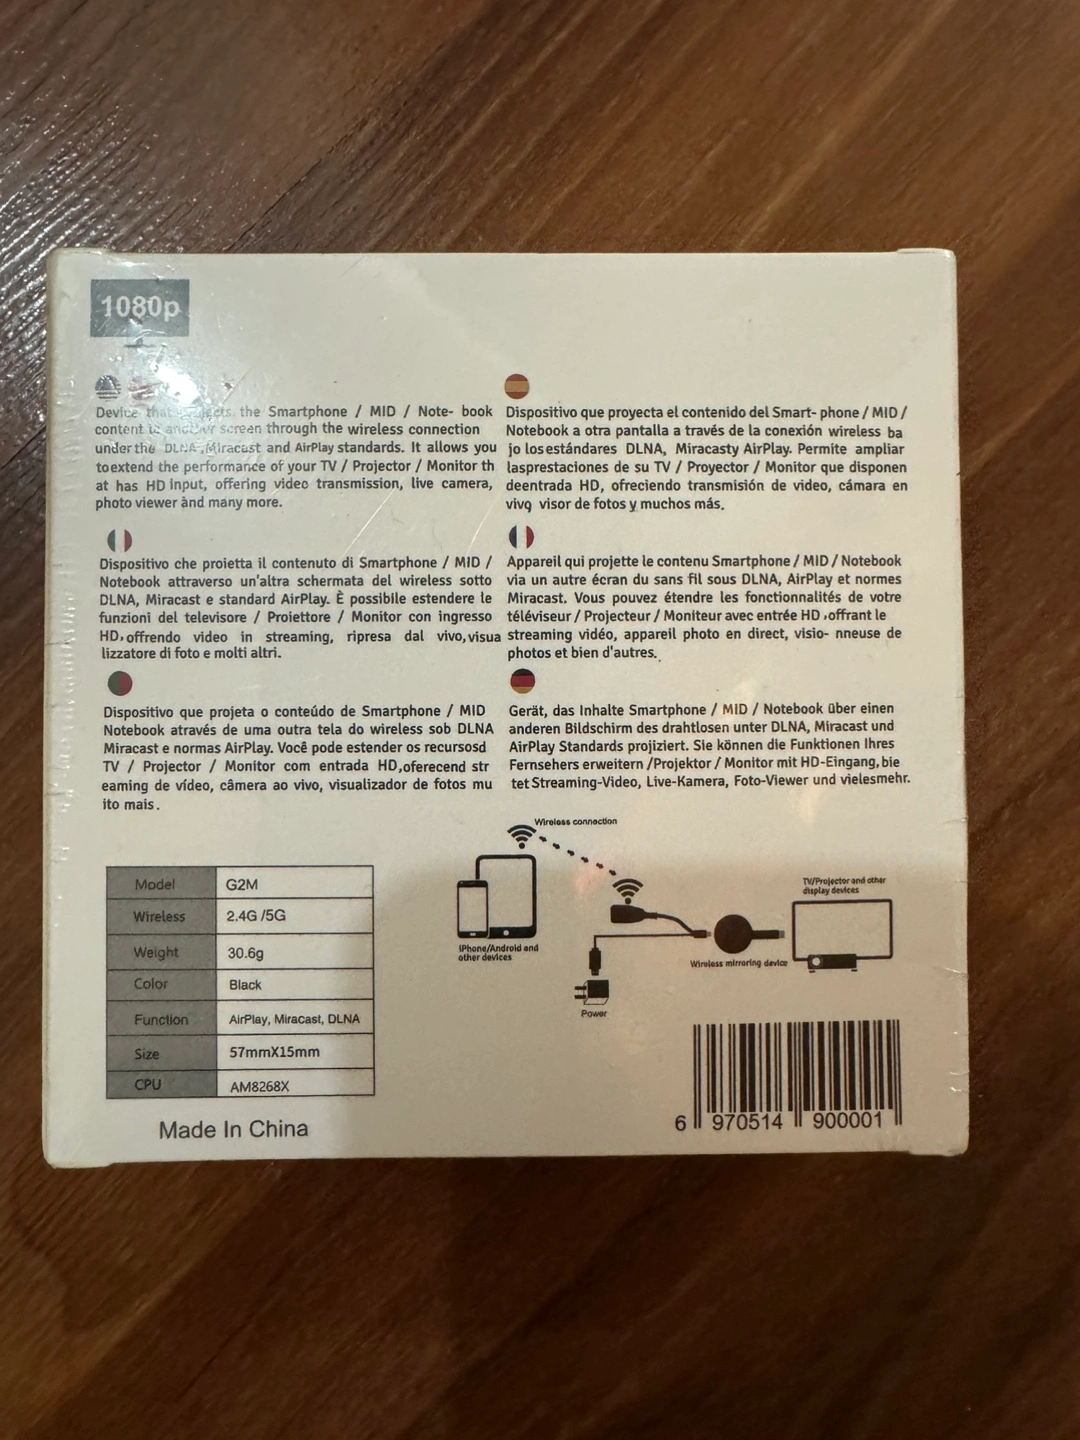 1080p
Device that projects the Smartphone / MID / Note- book
content to another screen through the wireless connection
underthe DLNA ,Miracast and AirPlay standards. It allows you
toextend the performance of your TV / Projector / Monitor th
at has HD input, offering video transmission, live camera,
photo viewer ànd many more.
Dispositivo que proyecta el contenido del Smart- phone / MID /
Notebook a otra pantalla a través de la conexión wireless ba
jo losestándares DLNA, Miracasty AirPlay. Permite ampliar
lasprestaciones de su TV / Proyector / Monitor que disponen
deentrada HD, ofreciendo transmisión de video, cámara en
vivo, visor de fotos y muchos más.
Dispositivo che proietta il contenuto di Smartphone / MID /
Notebook attraverso un'altra schermata del wireless sotto
DLNA, Miracast e standard AirPlay. È possibile estendere le
funzioni del televisore / Proiettore / Monitor con ingresso
HD,offrendo video in streaming, ripresa dal vivo,visua
lizzatore di foto e molti altri.
Appareil qui projette le contenu Smartphone / MID / Notebook
via un autre écran du sans fil sous DLNA, AirPlay et normes
Miracast. Vous pouvez étendre les fonctionnalités de votre
téléviseur / Projecteur / Moniteur avec entrée HD ,offrant le
streaming vidéo, appareil photo en direct, visio- nneuse de
photos et bien d'autres.
Dispositivo que projeta o conteúdo de Smartphone / MID
Notebook através de uma outra tela do wireless sob DLNA
Miracast e normas AirPlay. Você pode estender os recursosd
TV / Projector / Monitor com entrada HD,oferecend str
eaming de vídeo, câmera ao vivo, visualizador de fotos mu
ito mais.
Gerät, das Inhalte Smartphone / MID / Notebook über einen
anderen Bildschirm des drahtlosen unter DLNA, Miracast und
AirPlay Standards projiziert. Sie können die Funktionen Ihres
Fernsehers erweitern /Projektor / Monitor mit HD-Eingang, bie
tet Streaming-Video, Live-Kamera, Foto-Viewer und vielesmehr.
Wireless connection
iPhone/Android and
other devices
Power
Wireless mirroring device
TV/Projector and other
display devices
Model G2M
Wireless 2.4G /5G
Weight 30.6g
Color Black
Function AirPlay, Miracast, DLNA
Size 57mmX15mm
CPU AM8268X
Made In China
6 970514 900001